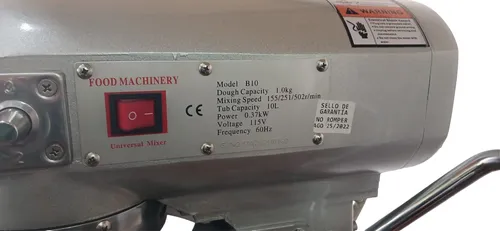 WARNING
FOOD MACHINERY
Universal Mixer
CE
Model B10
Dough Capacity 1.0kg
Mixing Speed 155/251/502r/min
Tub Capacity 10L
Power 0.37kW
Voltage 115V
Frequency 60Hz
SELLO DE
GARANTIA
NO ROMPER
AGO 25/2022
2